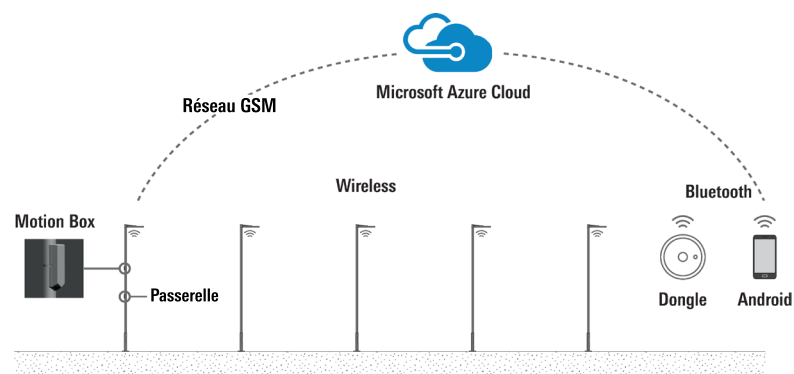 Microsoft Azure Cloud
Réseau GSM
Wireless
Bluetooth
Motion Box
Passerelle
Dongle
Android